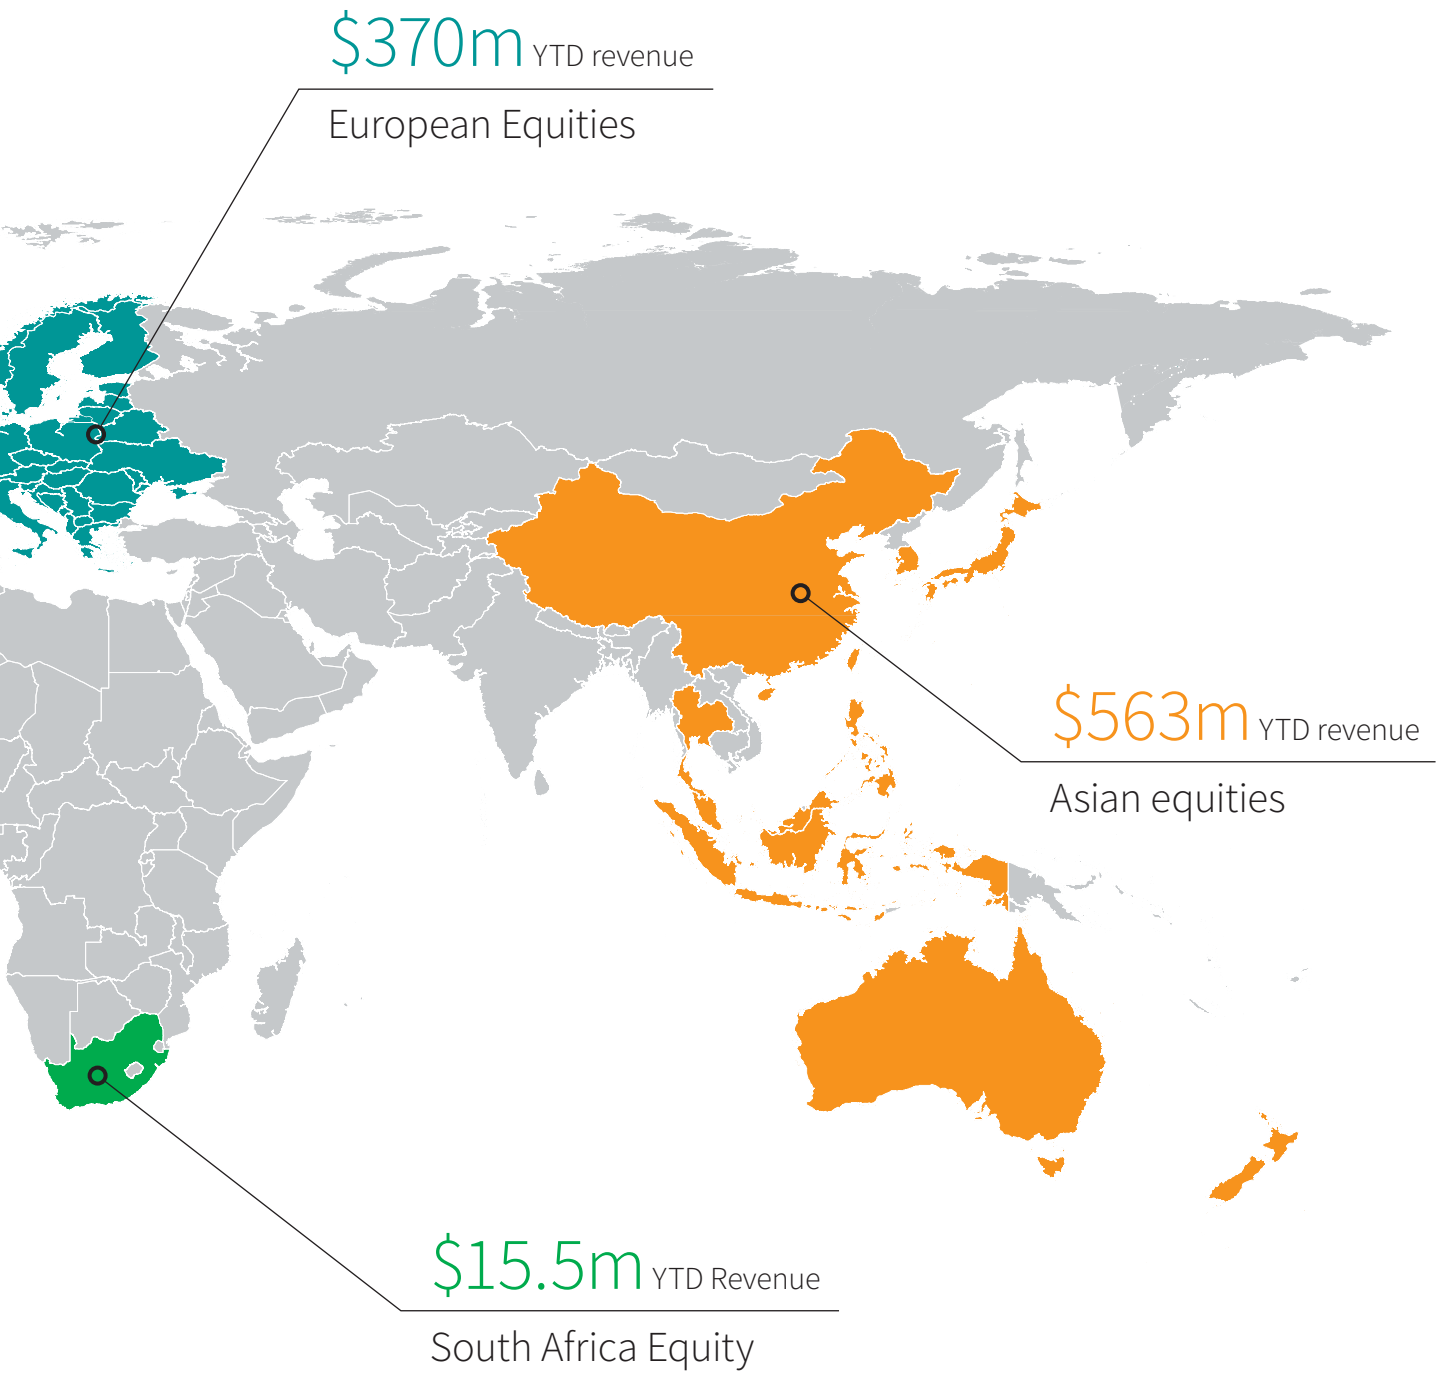 $370m YTD revenue
European Equities
$563m YTD revenue
Asian equities
$15.5m YTD Revenue
South Africa Equity